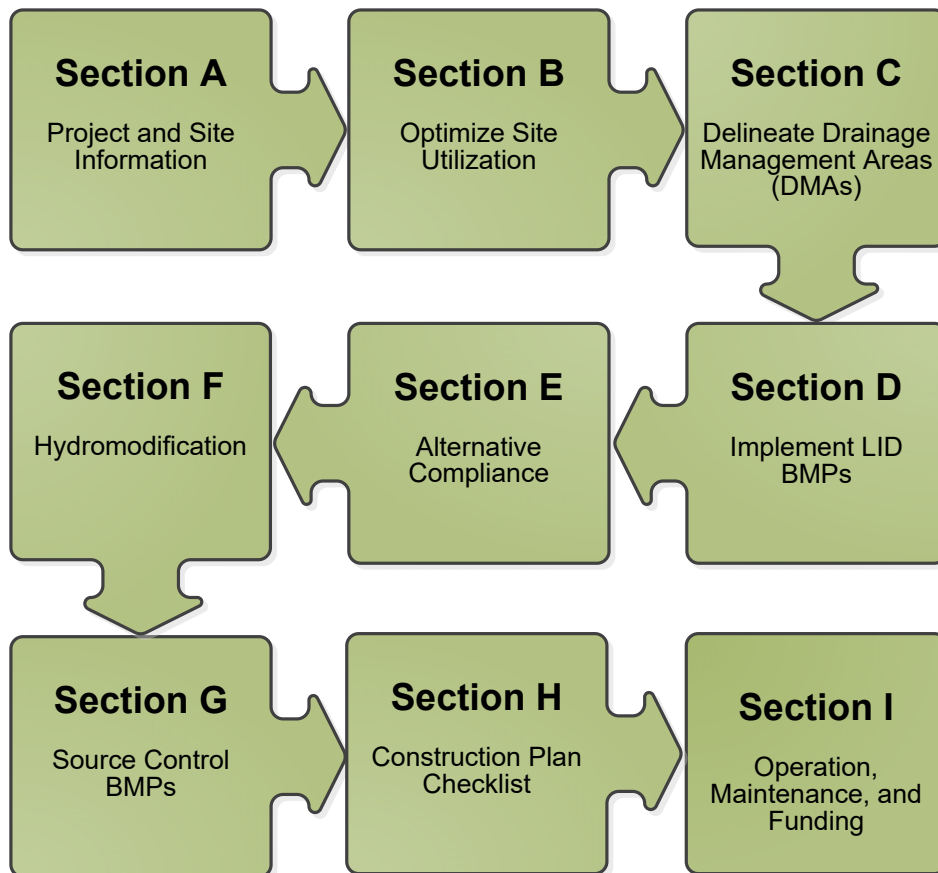 Section A
Project and Site
Information
Section B
Optimize Site
Utilization
Section C
Delineate Drainage
Management Areas
(DMAs)
Section D
Implement LID
BMPs
Section E
Alternative
Compliance
Section F
Hydromodification
Section G
Source Control
BMPs
Section H
Construction Plan
Checklist
Section I
Operation,
Maintenance, and
Funding